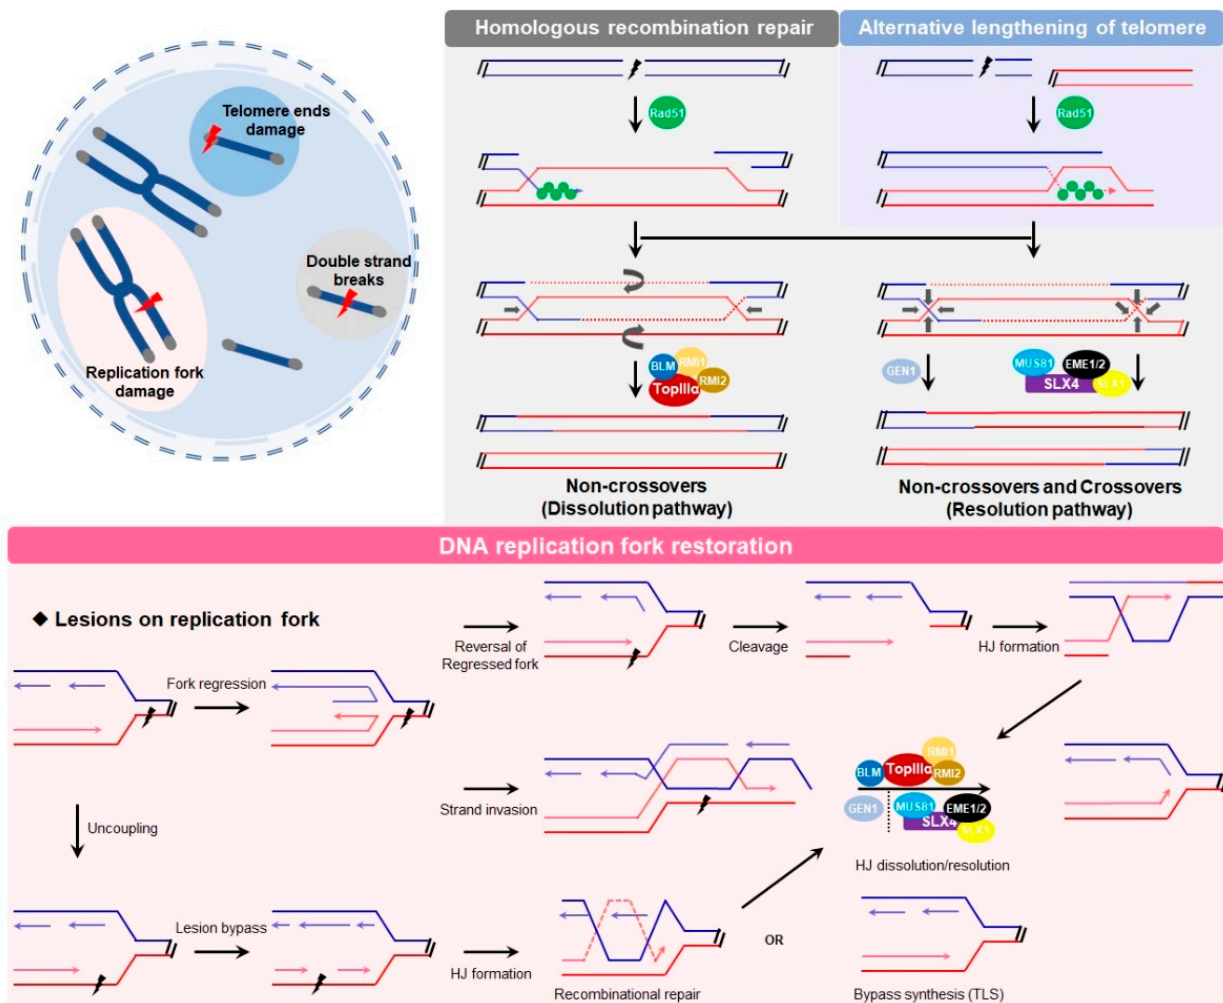 Homologous recombination repair
Alternative lengthening of telomere
Telomere ends
damage
Double strand
breaks
Replication fork
damage
Rad51
Rad51
BLM
RMI1
TopIIIα
RMI2
GEN1
MUS81
EME1/2
SLX4
SLX1
Non-crossovers
(Dissolution pathway)
Non-crossovers and Crossovers
(Resolution pathway)
DNA replication fork restoration
◆ Lesions on replication fork
Fork regression
Reversal of
Regressed fork
Cleavage
HJ formation
Uncoupling
Strand invasion
BLM
TopIIIα
RMI1
RMI2
GEN1
MUS81
EME1/2
SLX4
SLX1
HJ dissolution/resolution
Lesion bypass
HJ formation
Recombinational repair
OR
Bypass synthesis (TLS)